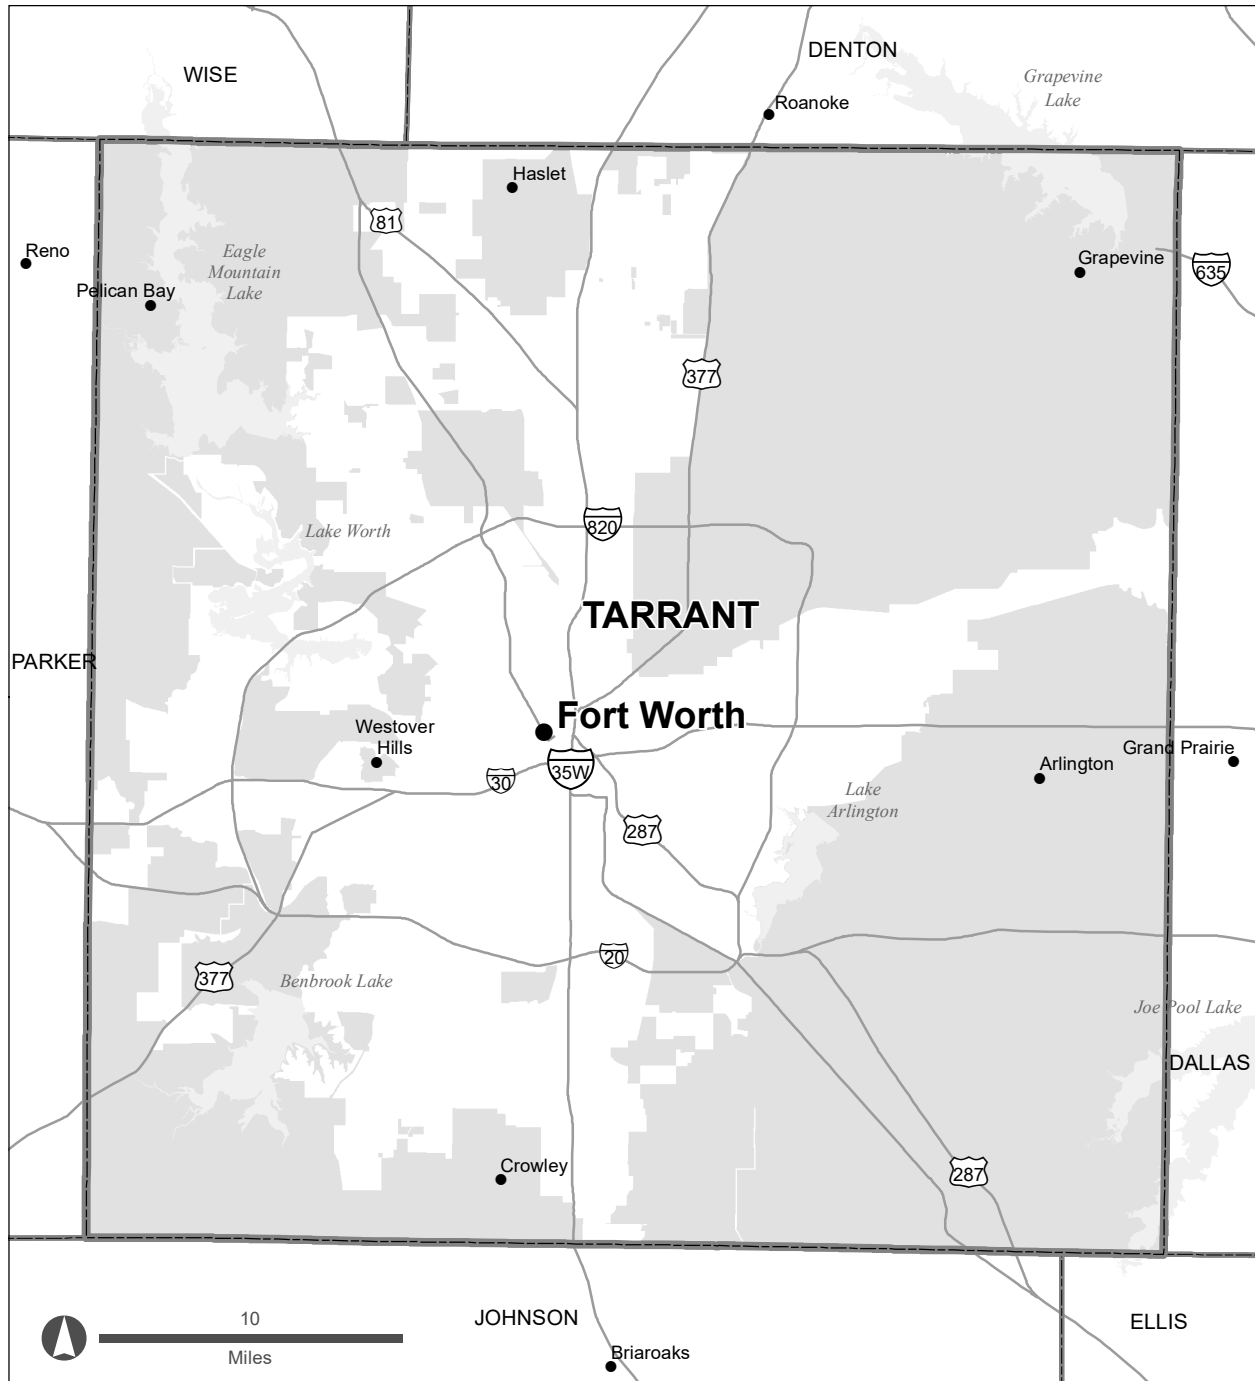 DENTON
WISE
Grapevine
Lake
Roanoke
Haslet
81
Reno
Eagle
Mountain
Lake
Grapevine
635
Pelican Bay
377
820
Lake Worth
TARRANT
PARKER
Fort Worth
Westover
Hills
Grand Prairie
Arlington
35W
30
Lake
Arlington
287
20
377
Benbrook Lake
Joe Pool Lake
DALLAS
Crowley
287
10
Miles
JOHNSON
ELLIS
Briaroaks